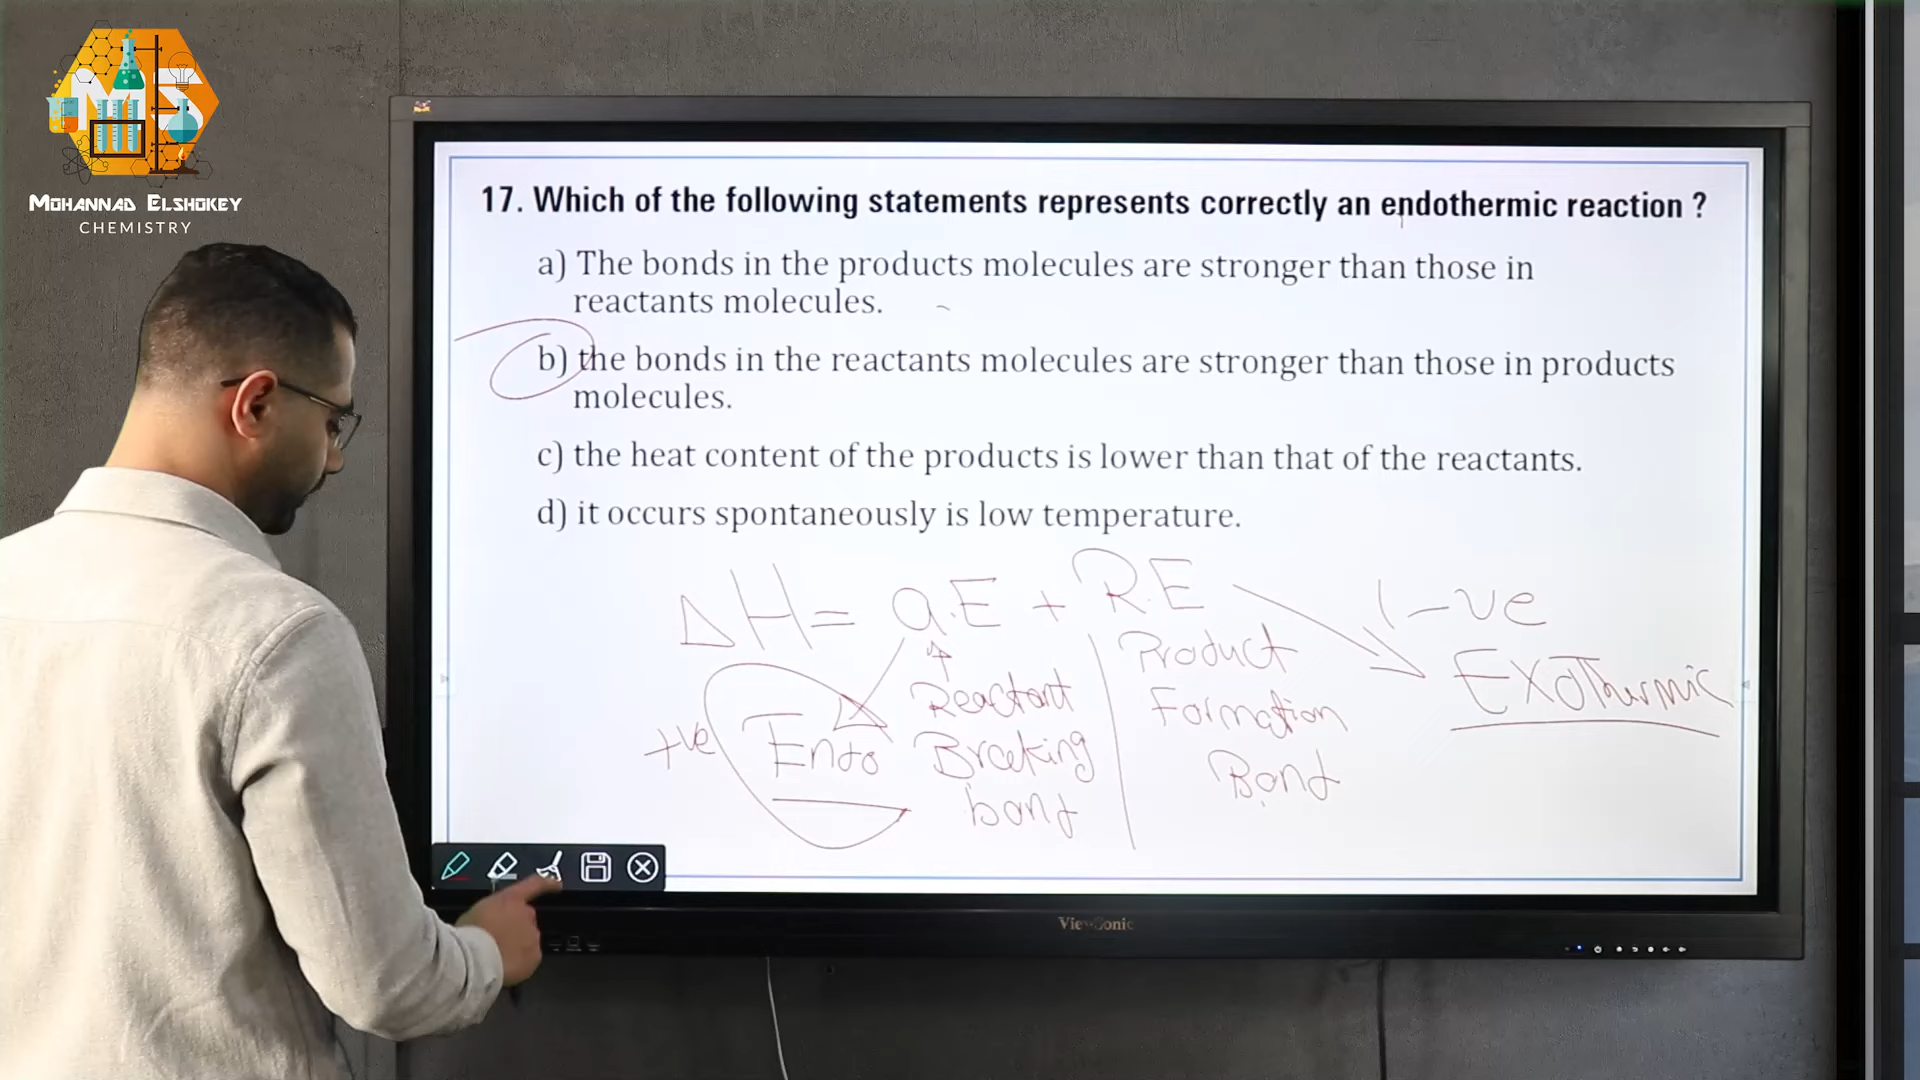 MOHANNAD ELSHOKEY
CHEMISTRY
17. Which of the following statements represents correctly an endothermic reaction ?
a) The bonds in the products molecules are stronger than those in
reactants molecules.
b) the bonds in the reactants molecules are stronger than those in products
molecules.
c) the heat content of the products is lower than that of the reactants.
d) it occurs spontaneously is low temperature.
ΔH = a.E + R.E
-ve
Exothermic
Reactant
Breaking
bond
Product
Formation
Bond
+ve
Endo
ViewSonic